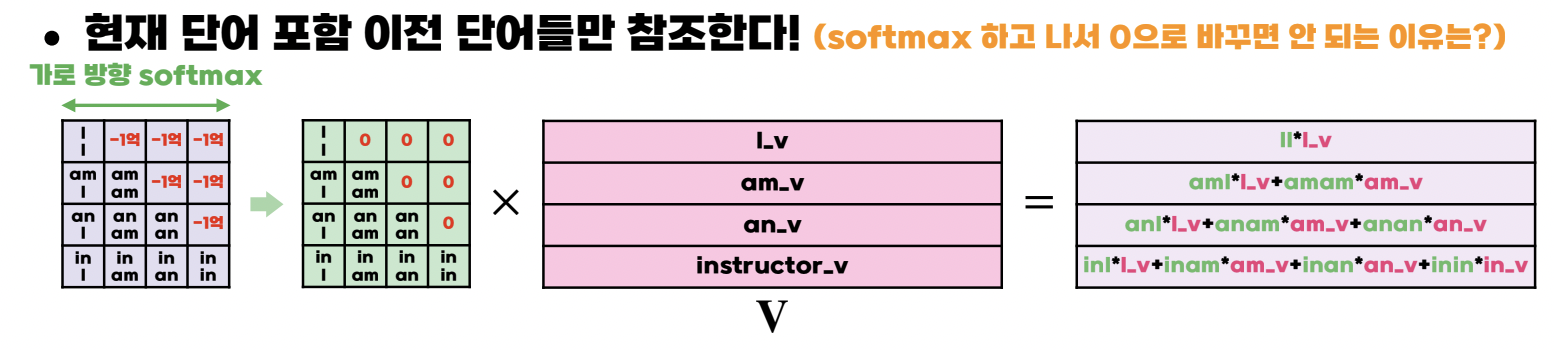 • 현재 단어 포함 이전 단어들만 참조한다! (softmax 하고 나서 0으로 바꾸면 안 되는 이유는?)
가로 방향 softmax
I I -1억 -1억 -1억
am I am am -1억 -1억
an I an am an an -1억
in I in am in an in in
I I 0 0 0
am I am am 0 0
an I an am an an 0
in I in am in an in in
×
I_v
am_v
an_v
instructor_v
V
=
II*I_v
amI*I_v+amam*am_v
anI*I_v+anam*am_v+anan*an_v
inI*I_v+inam*am_v+inan*an_v+inin*in_v